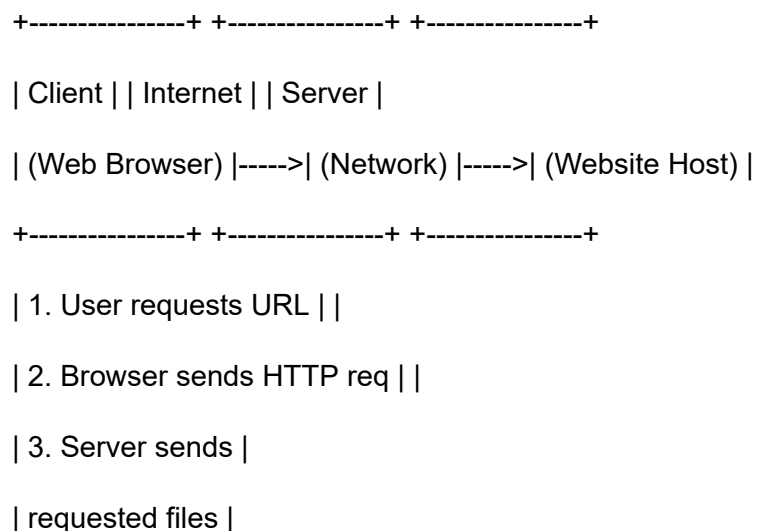 +----------------+ +----------------+ +----------------+
| Client | | Internet | | Server |
| (Web Browser) |----->| (Network) |----->| (Website Host) |
+----------------+ +----------------+ +----------------+
| 1. User requests URL | |
| 2. Browser sends HTTP req | |
| 3. Server sends |
| requested files |